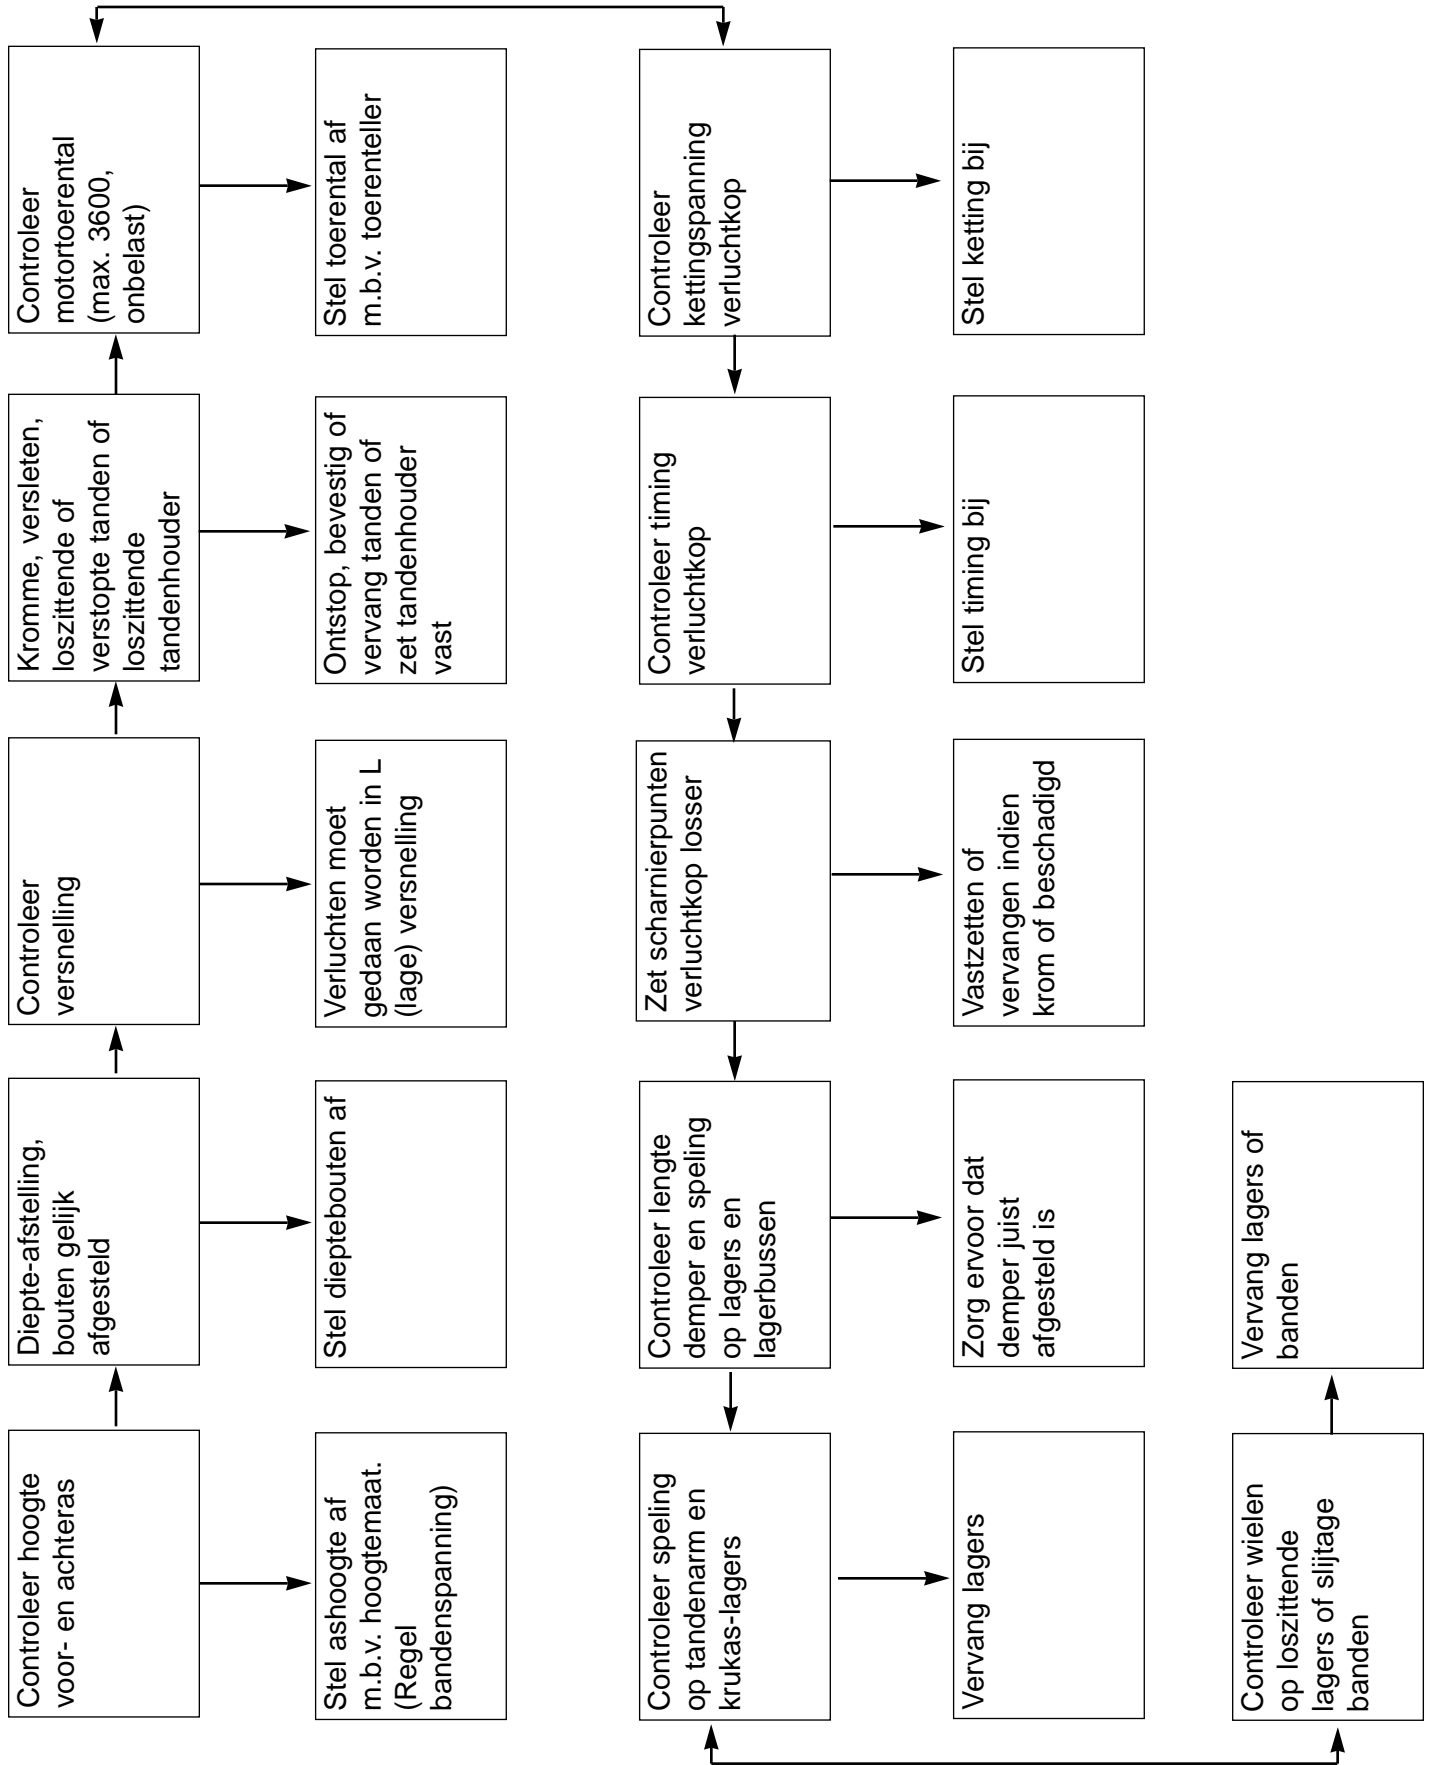 Controleer hoogte
voor- en achteras
Diepte-afstelling,
bouten gelijk
afgesteld
Controleer
versnelling
Kromme, versleten,
loszittende of
verstopte tanden of
loszittende
tandenhouder
Controleer
motortoerental
(max. 3600,
onbelast)
Stel ashoogte af
m.b.v. hoogtemaat.
(Regel
bandenspanning)
Stel dieptebouten af
Verluchten moet
gedaan worden in L
(lage) versnelling
Ontstop, bevestig of
vervang tanden of
zet tandenhouder
vast
Stel toerental af
m.b.v. toerenteller
Controleer speling
op tandenarm en
krukas-lagers
Controleer lengte
demper en speling
op lagers en
lagerbussen
Zet scharnierpunten
verluchtkop losser
Controleer timing
verluchtkop
Controleer
kettingspanning
verluchtkop
Vervang lagers
Zorg ervoor dat
demper juist
afgesteld is
Vastzetten of
vervangen indien
krom of beschadigd
Stel timing bij
Stel ketting bij
Controleer wielen
op loszittende
lagers of slijtage
banden
Vervang lagers of
banden